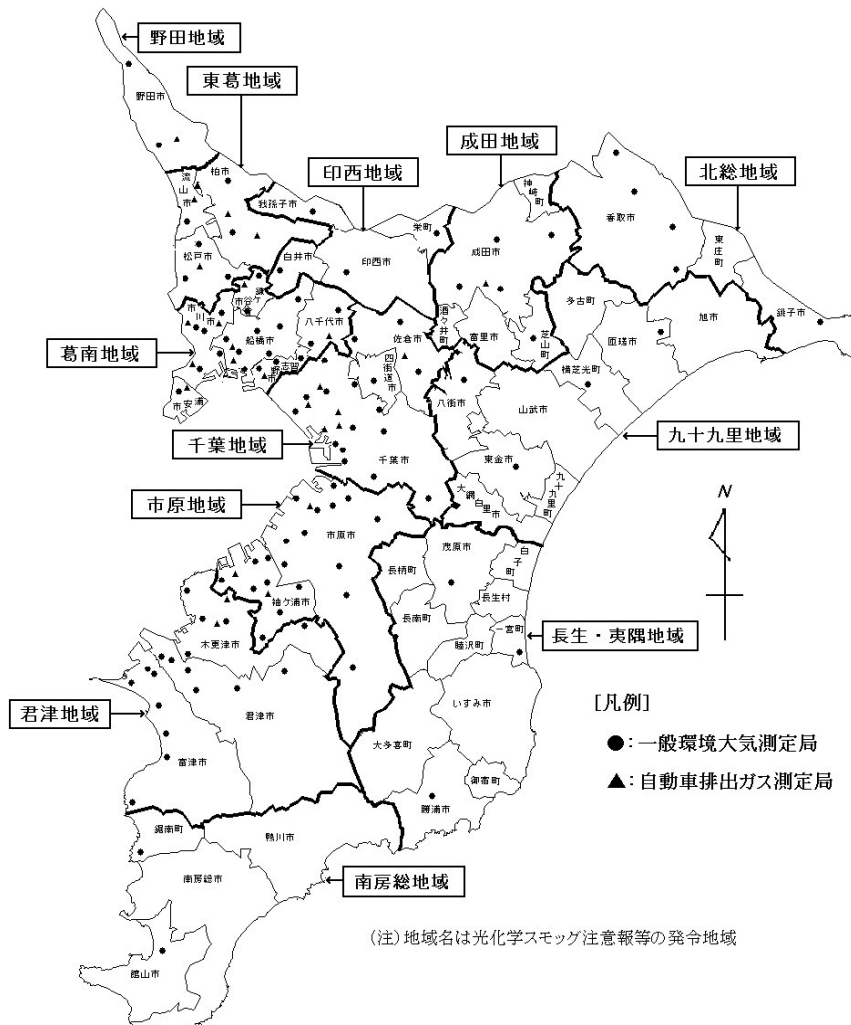 野田地域
野田市
東葛地域
柏市
流山市
我孫子市
松戸市
印西地域
栄町
白井市
印西市
成田地域
神崎町
成田市
酒々井町
富里市
芝山町
北総地域
香取市
東庄町
銚子市
多古町
匝瑳市
旭市
横芝光町
市川市
鎌ケ谷市
船橋市
八千代市
習志野市
浦安市
葛南地域
佐倉市
四街道市
八街市
山武市
千葉地域
千葉市
東金市
九十九里町
大網白里市
九十九里地域
市原地域
市原市
茂原市
白子町
長柄町
長生村
長南町
一宮町
睦沢町
長生・夷隅地域
袖ケ浦市
木更津市
君津地域
君津市
富津市
いすみ市
大多喜町
御宿町
勝浦市
鋸南町
鴨川市
南房総市
南房総地域
館山市
N
[凡例]
●：一般環境大気測定局
▲：自動車排出ガス測定局
（注）地域名は光化学スモッグ注意報等の発令地域